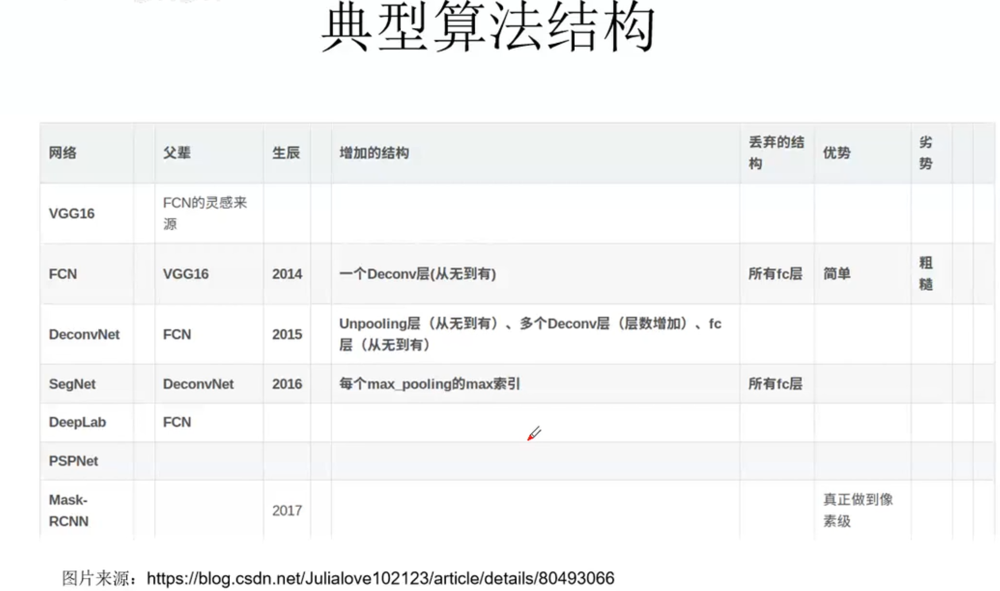 典型算法结构
网络 父辈 生辰 增加的结构 丢弃的结构 优势 劣势
VGG16 FCN的灵感来源
FCN VGG16 2014 一个Deconv层(从无到有) 所有fc层 简单 粗糙
DeconvNet FCN 2015 Unpooling层（从无到有）、多个Deconv层（层数增加）、fc层（从无到有）
SegNet DeconvNet 2016 每个max_pooling的max索引 所有fc层
DeepLab FCN
PSPNet
Mask-RCNN 2017 真正做到像素级
图片来源：https://blog.csdn.net/Julialove102123/article/details/80493066